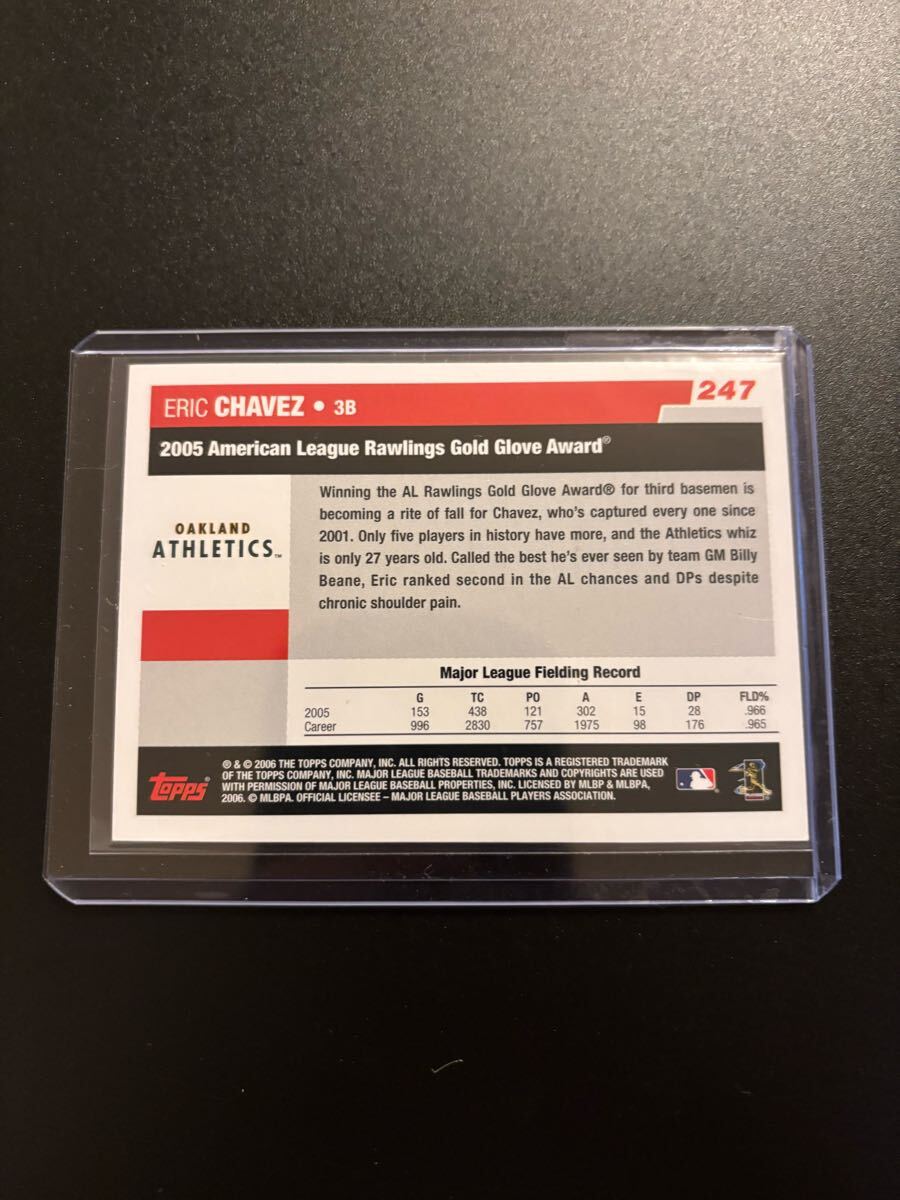 ERIC CHAVEZ • 3B
247
2005 American League Rawlings Gold Glove Award®
OAKLAND
ATHLETICS™
Winning the AL Rawlings Gold Glove Award® for third basemen is
becoming a rite of fall for Chavez, who's captured every one since
2001. Only five players in history have more, and the Athletics whiz
is only 27 years old. Called the best he's ever seen by team GM Billy
Beane, Eric ranked second in the AL chances and DPs despite
chronic shoulder pain.
Major League Fielding Record
G TC PO A E DP FLD%
2005 153 438 121 302 15 28 .966
Career 996 2830 757 1975 98 176 .965
topps®
® & © 2006 THE TOPPS COMPANY, INC. ALL RIGHTS RESERVED. TOPPS IS A REGISTERED TRADEMARK
OF THE TOPPS COMPANY, INC. MAJOR LEAGUE BASEBALL TRADEMARKS AND COPYRIGHTS ARE USED
WITH PERMISSION OF MAJOR LEAGUE BASEBALL PROPERTIES, INC. LICENSED BY MLBP & MLBPA,
2006. © MLBPA. OFFICIAL LICENSEE – MAJOR LEAGUE BASEBALL PLAYERS ASSOCIATION.